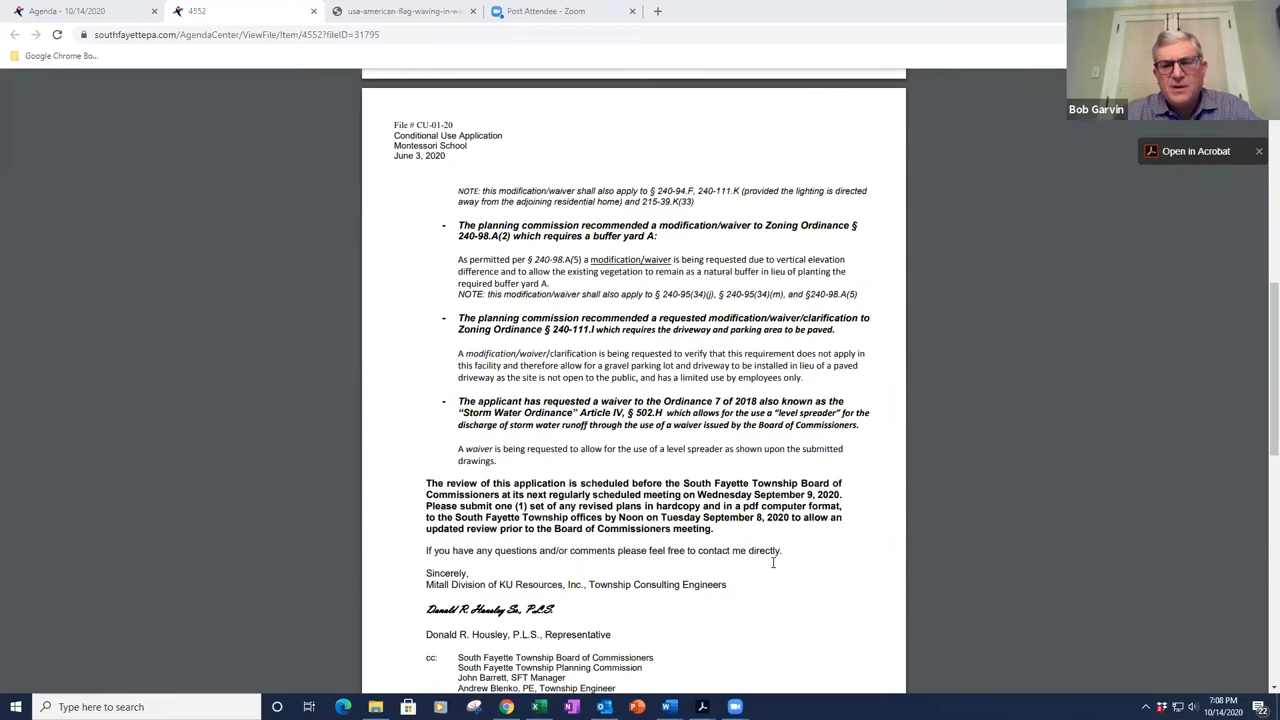 Agenda - 10/14/2020
4552
usa-american-flag-waving-in-wi
Post Attendee - Zoom
southfayettepa.org/AgendaCenter/ViewFile/Item/4552?fileID=31795
Google Chrome Bo...
Bob Garvin
Open in Acrobat
File # CU-01-20
Conditional Use Application
Montessori School
June 3, 2020
NOTE: this modification/waiver shall also apply to § 240-94.F, 240-111.K (provided the lighting is directed
away from the adjoining residential home) and 215-39.K(33)
- The planning commission recommended a modification/waiver to Zoning Ordinance §
240-98.A(2) which requires a buffer yard A:
As permitted per § 240-98.A(5) a modification/waiver is being requested due to vertical elevation
difference and to allow the existing vegetation to remain as a natural buffer in lieu of planting the
required buffer yard A.
NOTE: this modification/waiver shall also apply to § 240-95(34)(j), § 240-95(34)(m), and §240-98.A(5)
- The planning commission recommended a requested modification/waiver/clarification to
Zoning Ordinance § 240-111.I which requires the driveway and parking area to be paved.
A modification/waiver/clarification is being requested to verify that this requirement does not apply in
this facility and therefore allow for a gravel parking lot and driveway to be installed in lieu of a paved
driveway as the site is not open to the public, and has a limited use by employees only.
- The applicant has requested a waiver to the Ordinance 7 of 2018 also known as the
"Storm Water Ordinance" Article IV, § 502.H which allows for the use a "level spreader" for the
discharge of storm water runoff through the use of a waiver issued by the Board of Commissioners.
A waiver is being requested to allow for the use of a level spreader as shown upon the submitted
drawings.
The review of this application is scheduled before the South Fayette Township Board of
Commissioners at its next regularly scheduled meeting on Wednesday September 9, 2020.
Please submit one (1) set of any revised plans in hardcopy and in a pdf computer format,
to the South Fayette Township offices by Noon on Tuesday September 8, 2020 to allow an
updated review prior to the Board of Commissioners meeting.
If you have any questions and/or comments please feel free to contact me directly.
Sincerely,
Mitall Division of KU Resources, Inc., Township Consulting Engineers
Donald R. Housley Sr., P.L.S.
Donald R. Housley, P.L.S., Representative
cc: South Fayette Township Board of Commissioners
South Fayette Township Planning Commission
John Barrett, SFT Manager
Andrew Blenko, PE, Township Engineer
Type here to search
7:08 PM
10/14/2020
22